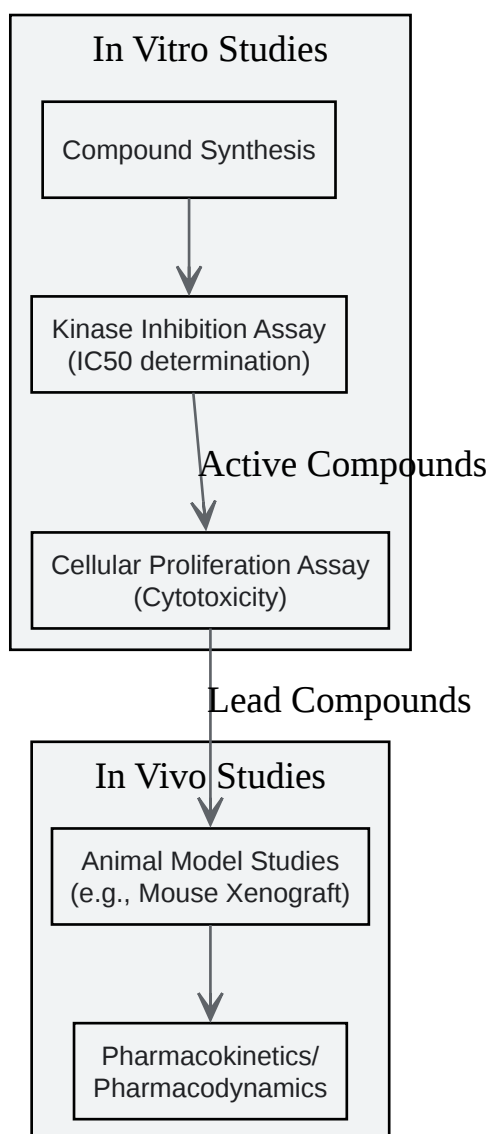 In Vitro Studies
Compound Synthesis
Kinase Inhibition Assay
(IC50 determination)
Active Compounds
Cellular Proliferation Assay
(Cytotoxicity)
Lead Compounds
In Vivo Studies
Animal Model Studies
(e.g., Mouse Xenograft)
Pharmacokinetics/
Pharmacodynamics